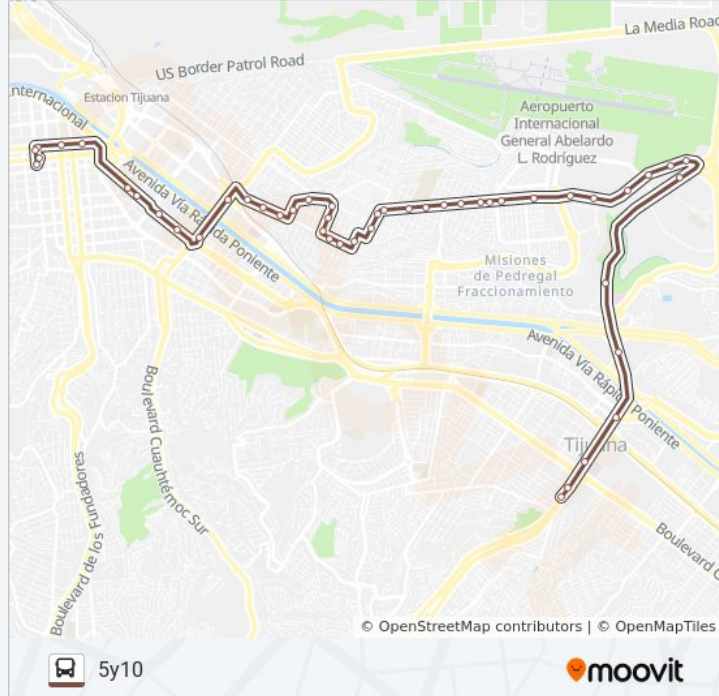 La Media Road
US Border Patrol Road
Internacional
Estacion Tijuana
Aeropuerto
Internacional
General Abelardo
L. Rodríguez
Avenida Vía Rápida Poniente
Misiones
de Pedregal
Fraccionamiento
Avenida Vía Rápida Poniente
Tijuana
Boulevard Cuauhtémoc Sur
Boulevard de los Fundadores
Boulevard
© OpenStreetMap contributors | © OpenMapTiles
5y10
moovit